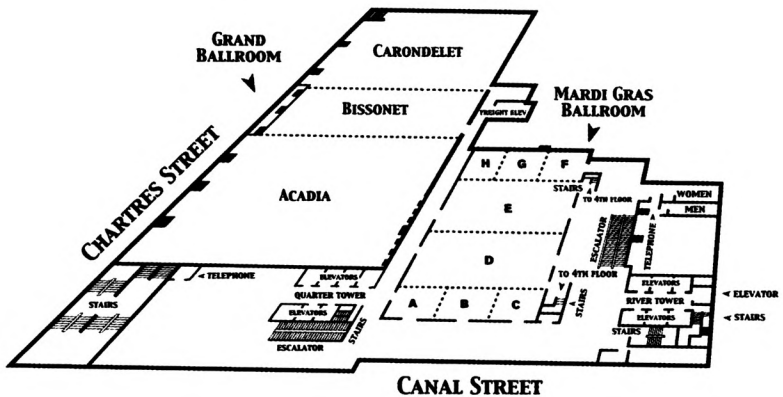 GRAND
BALLROOM
CARONDELET
BISSONET
ACADIA
CHARTRES STREET
FREIGHT ELEV.
MARDI GRAS
BALLROOM
H G F
STAIRS
TO 4TH FLOOR
E
D
TO 4TH FLOOR
A B C
STAIRS
WOMEN
MEN
ESCALATOR
TELEPHONE
ELEVATORS
RIVER TOWER
ELEVATORS
STAIRS
ELEVATOR
STAIRS
TELEPHONE
STAIRS
ELEVATORS
QUARTER TOWER
ELEVATORS
STAIRS
ESCALATOR
CANAL STREET